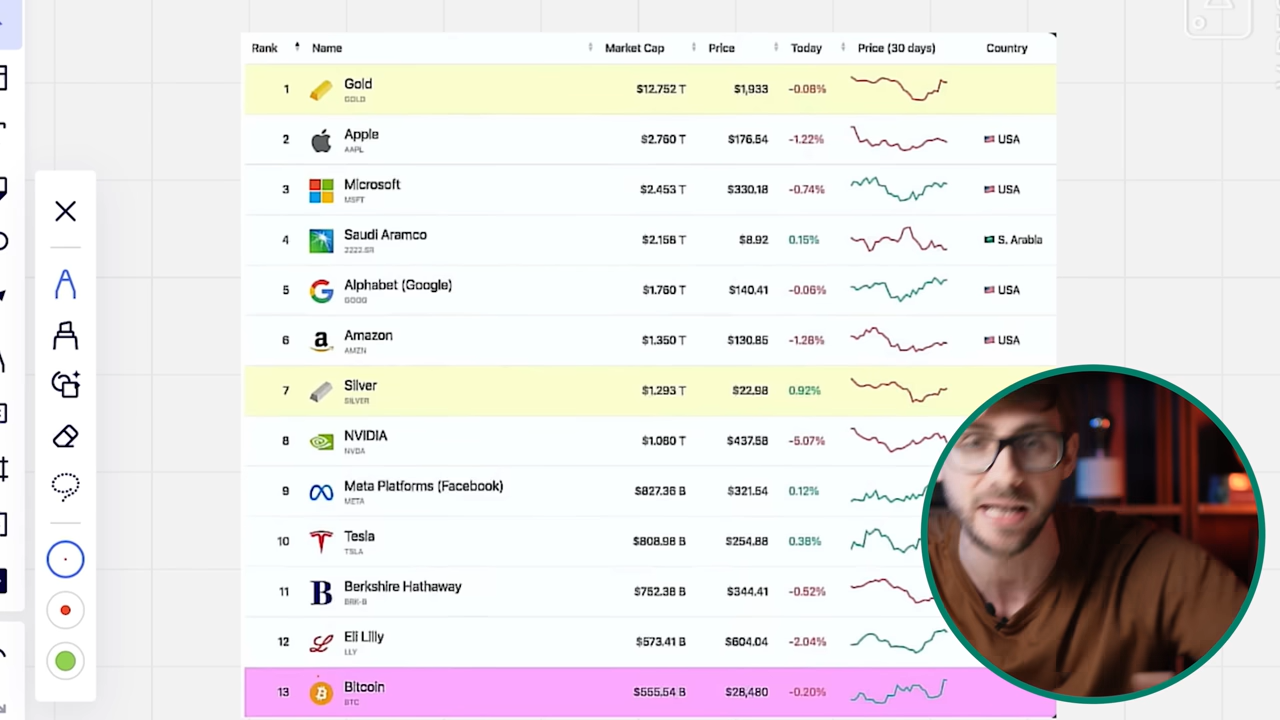 Rank Name Market Cap Price Today Price (30 days) Country
1 Gold $12.752 T $1,933 -0.08%
GOLD
2 Apple $2.760 T $176.54 -1.22% USA
AAPL
3 Microsoft $2.453 T $330.18 -0.74% USA
MSFT
4 Saudi Aramco $2.156 T $8.92 0.15% S. Arabia
2222.SR
5 Alphabet (Google) $1.760 T $140.41 -0.06% USA
GOOG
6 Amazon $1.350 T $130.85 -1.28% USA
AMZN
7 Silver $1.293 T $22.98 0.92%
SILVER
8 NVIDIA $1.080 T $437.58 -5.07%
NVDA
9 Meta Platforms (Facebook) $827.36 B $321.54 0.12%
META
10 Tesla $808.98 B $254.88 0.38%
TSLA
11 Berkshire Hathaway $752.38 B $344.41 -0.52%
BRK-B
12 Eli Lilly $573.41 B $604.04 -2.04%
LLY
13 Bitcoin $555.54 B $28,480 -0.20%
BTC